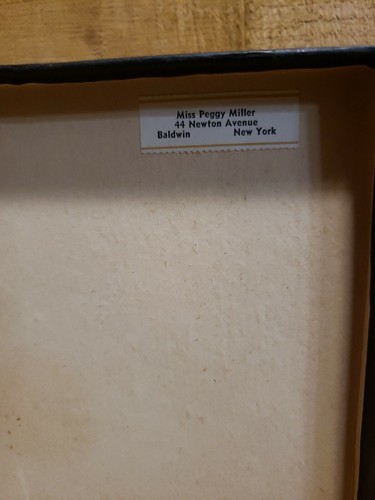 Miss Peggy Miller
44 Newton Avenue
Baldwin New York